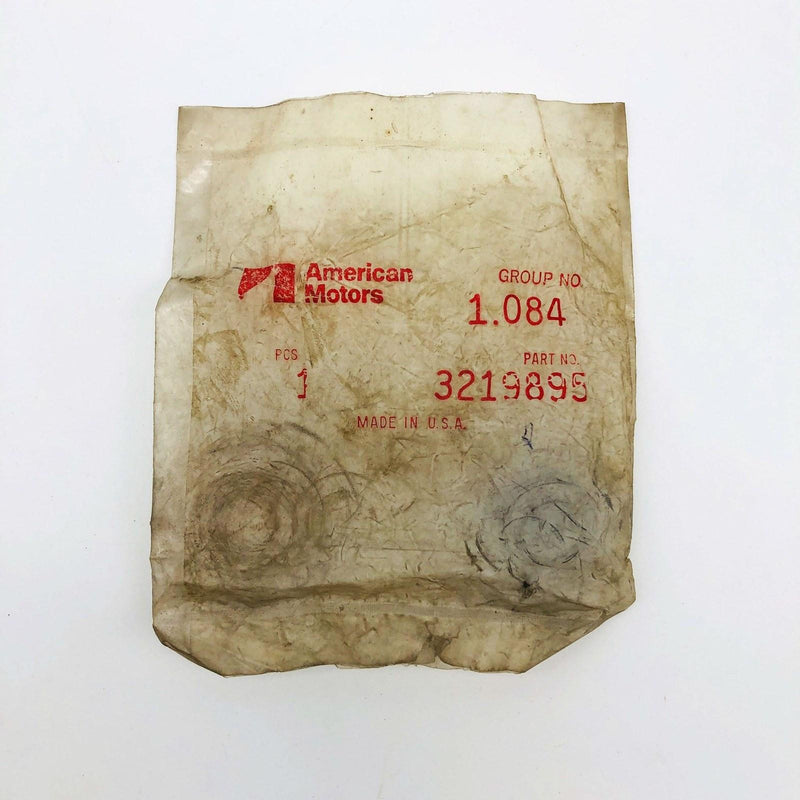 American
Motors
GROUP NO.
1.084
PCS
1
PART NO.
3219895
MADE IN U.S.A.